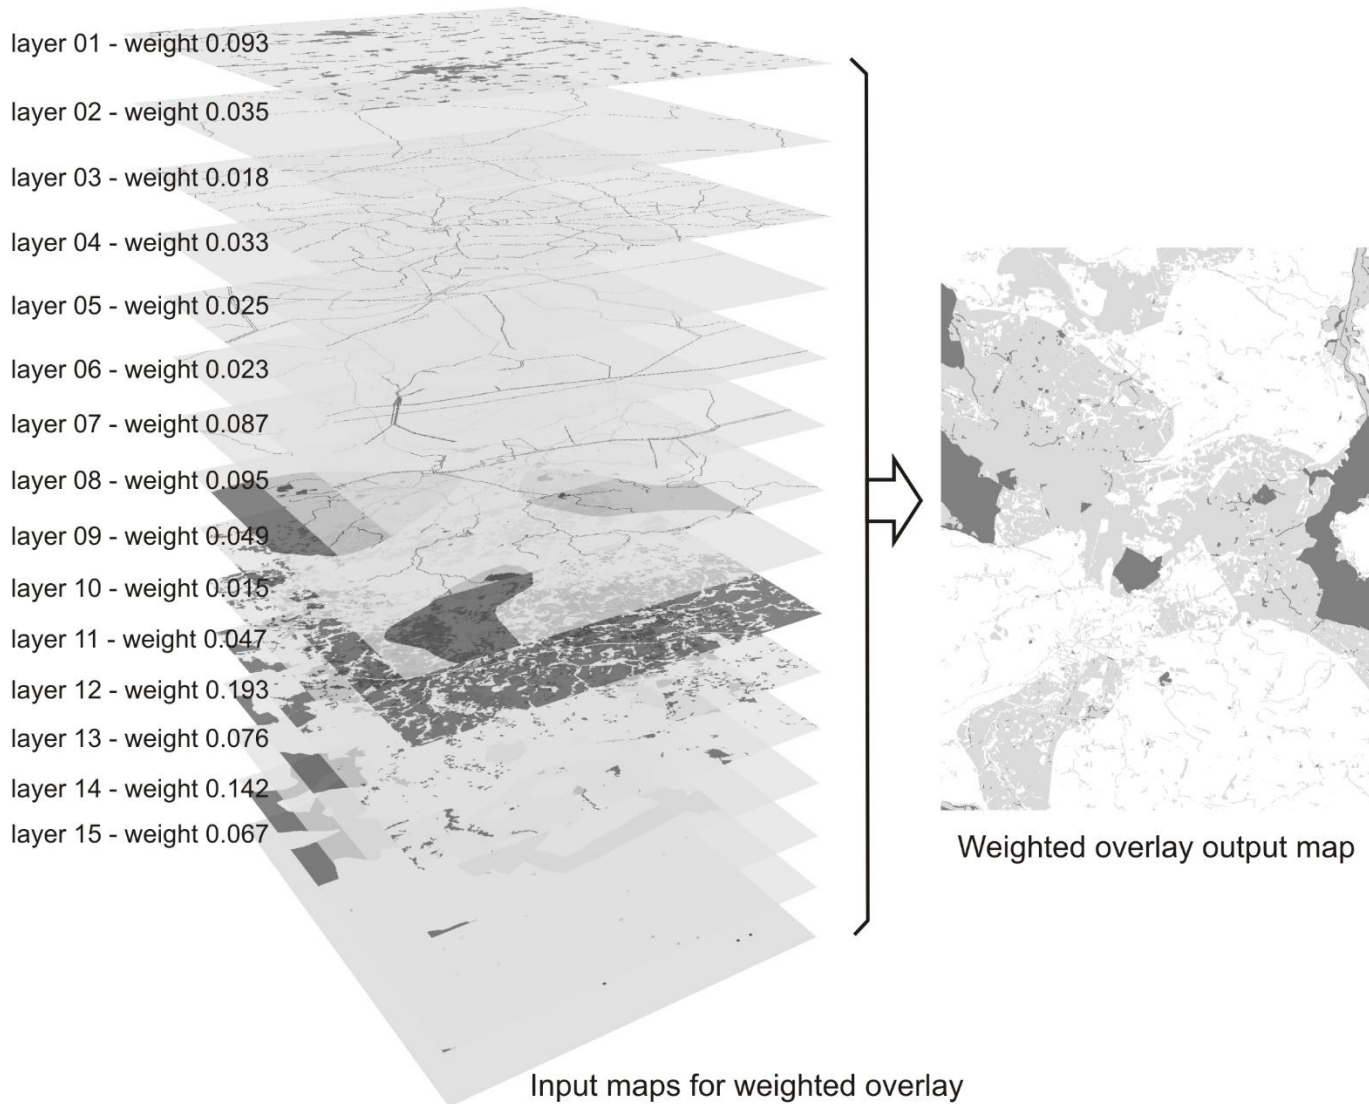 layer 01 - weight 0.093
layer 02 - weight 0.035
layer 03 - weight 0.018
layer 04 - weight 0.033
layer 05 - weight 0.025
layer 06 - weight 0.023
layer 07 - weight 0.087
layer 08 - weight 0.095
layer 09 - weight 0.049
layer 10 - weight 0.015
layer 11 - weight 0.047
layer 12 - weight 0.193
layer 13 - weight 0.076
layer 14 - weight 0.142
layer 15 - weight 0.067
Weighted overlay output map
Input maps for weighted overlay